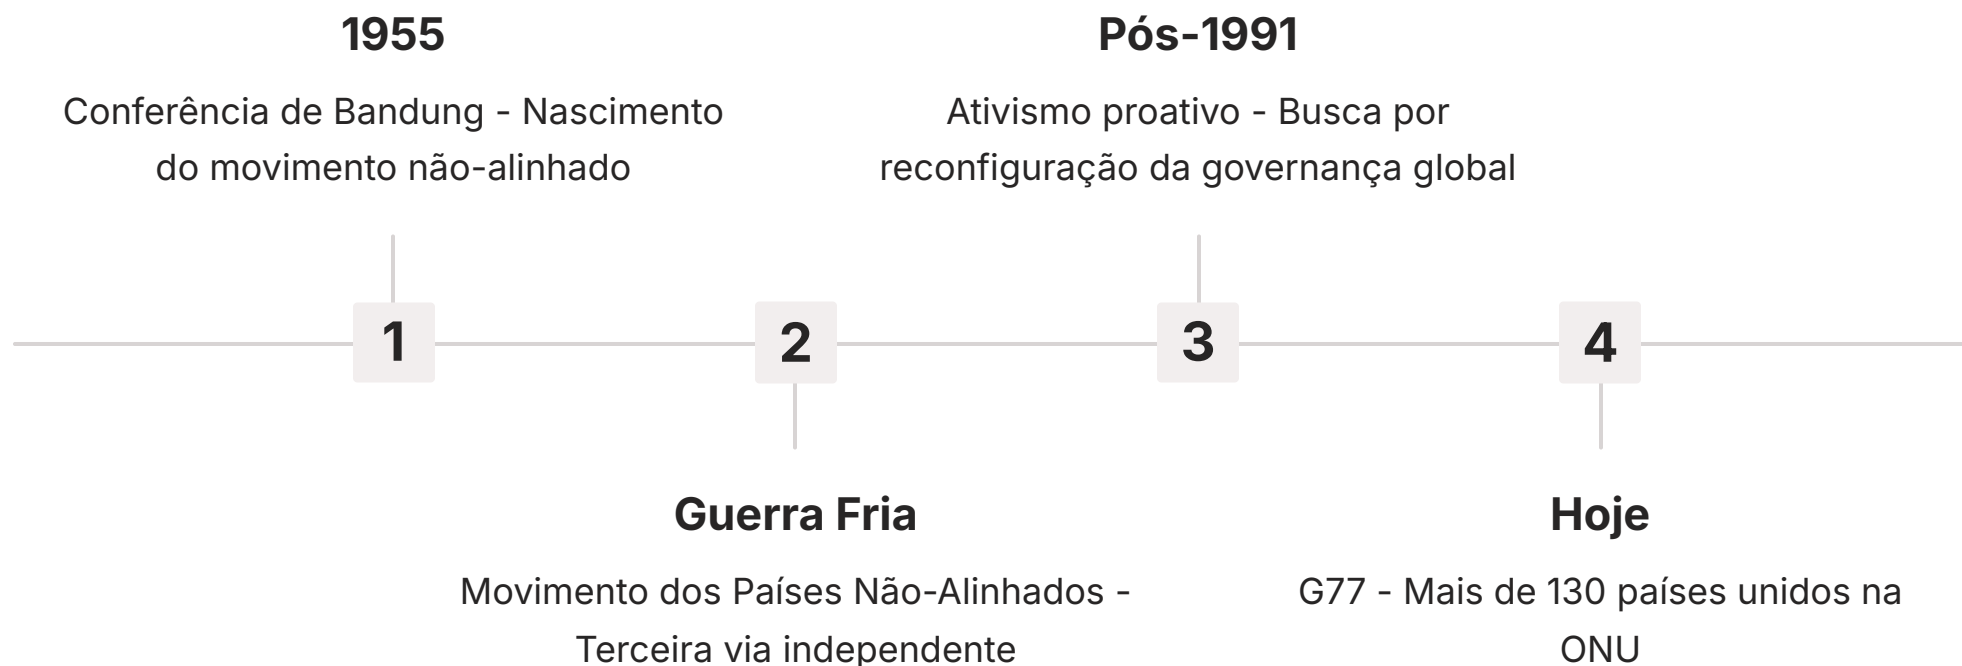 1955
Conferência de Bandung - Nascimento
do movimento não-alinhado
Pós-1991
Ativismo proativo - Busca por
reconfiguração da governança global
1
2
3
4
Guerra Fria
Movimento dos Países Não-Alinhados -
Terceira via independente
Hoje
G77 - Mais de 130 países unidos na
ONU